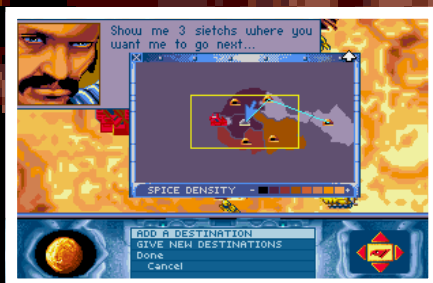 Show me 3 sietchs where you
want me to go next...
SPICE DENSITY - +
ADD A DESTINATION
GIVE NEW DESTINATIONS
Done
Cancel